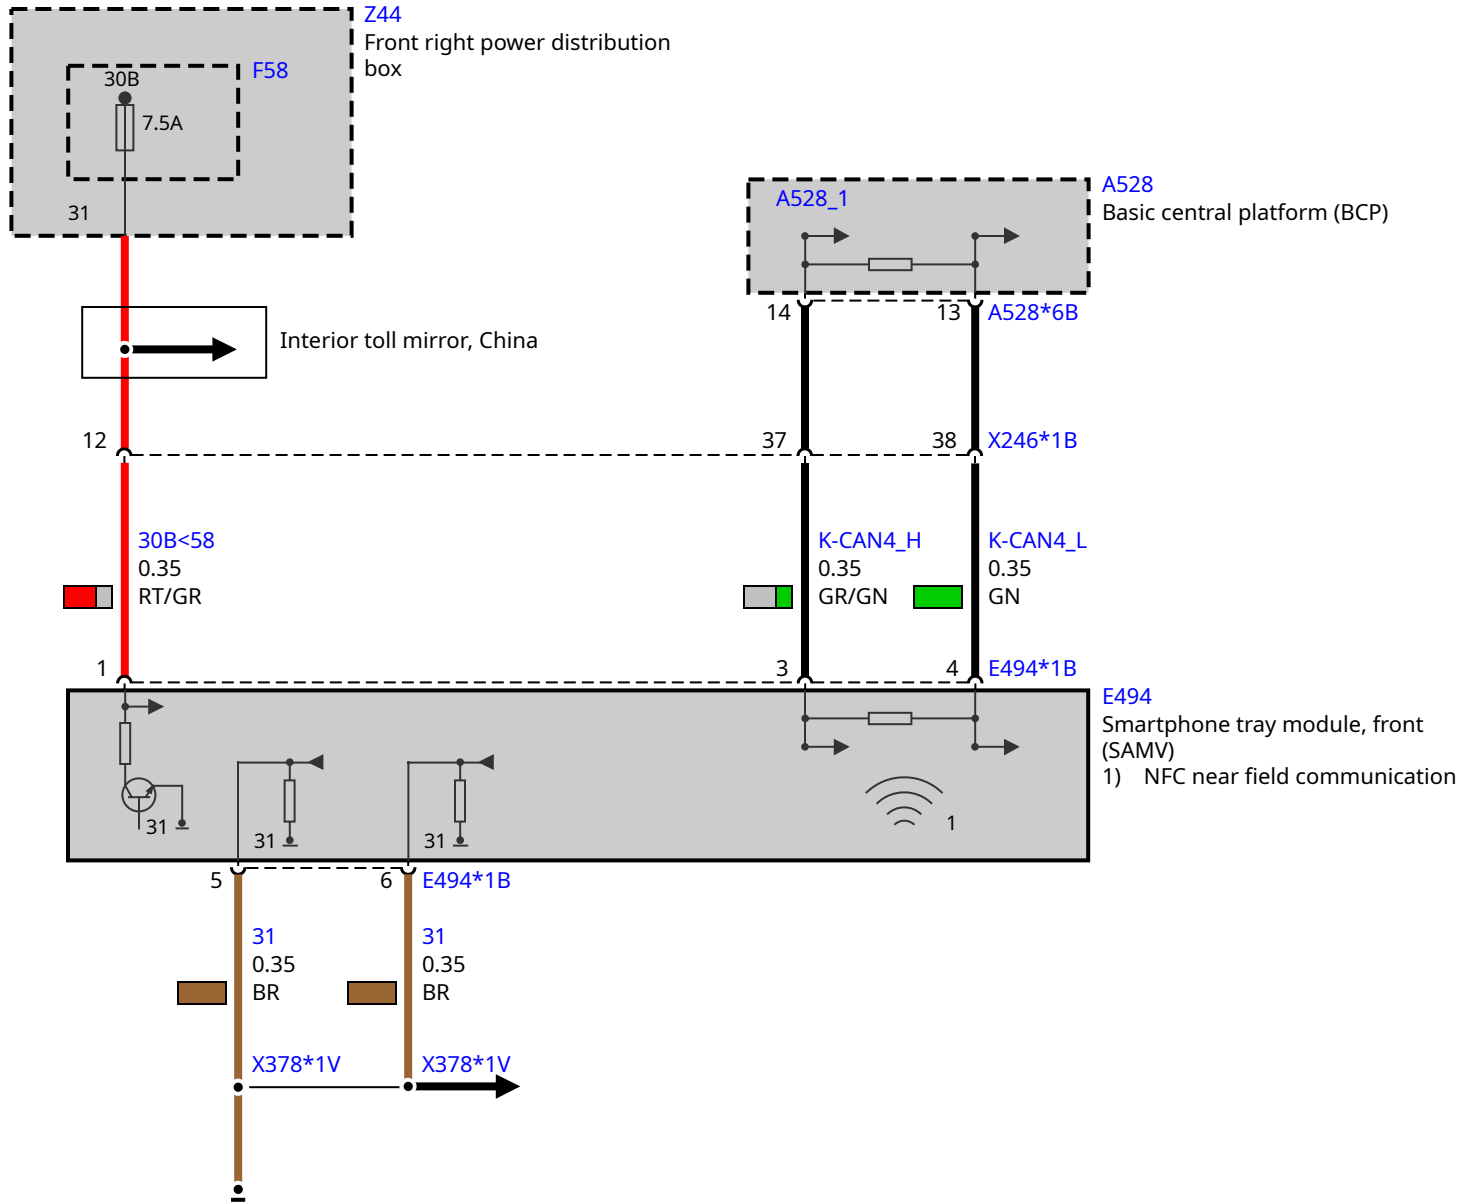 Z44
Front right power distribution
box
F58
30B
7.5A
31
A528
Basic central platform (BCP)
A528_1
14
13
A528*6B
Interior toll mirror, China
12
37
38
X246*1B
30B<58
0.35
RT/GR
K-CAN4_H
0.35
GR/GN
K-CAN4_L
0.35
GN
1
3
4
E494*1B
E494
Smartphone tray module, front
(SAMV)
1) NFC near field communication
31
31
31
1
5
6
E494*1B
31
0.35
BR
31
0.35
BR
X378*1V
X378*1V